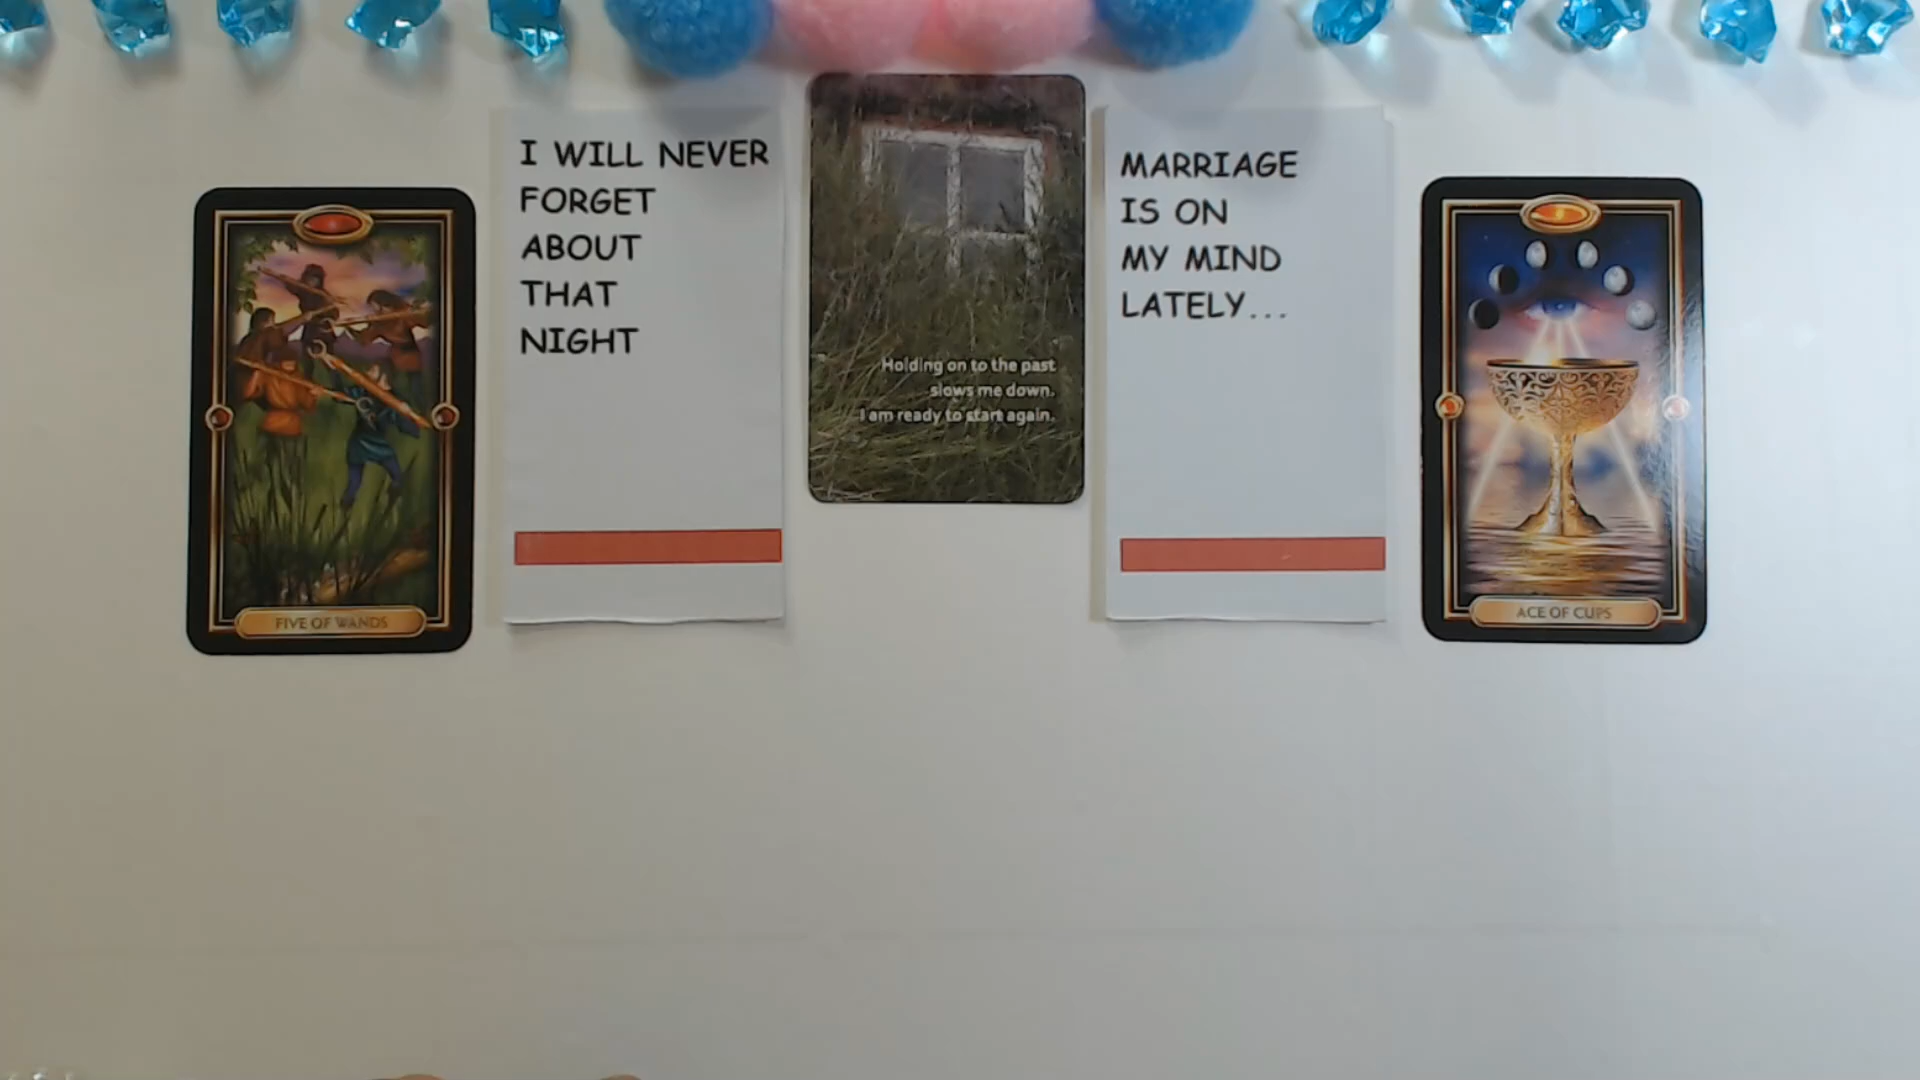 I WILL NEVER
FORGET
ABOUT
THAT
NIGHT
Holding on to the past
slows me down.
I am ready to start again.
MARRIAGE
IS ON
MY MIND
LATELY...
FIVE OF WANDS
ACE OF CUPS